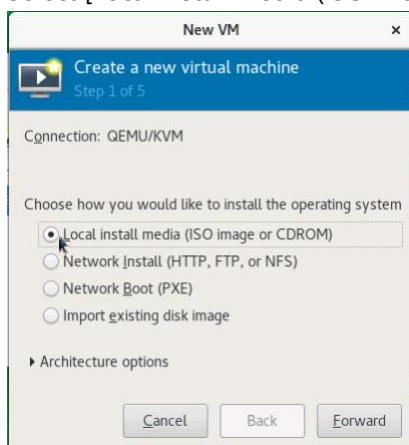 New VM ×
Create a new virtual machine
Step 1 of 5
Connection: QEMU/KVM
Choose how you would like to install the operating system
Local install media (ISO image or CDROM)
Network Install (HTTP, FTP, or NFS)
Network Boot (PXE)
Import existing disk image
Architecture options
Cancel Back Forward